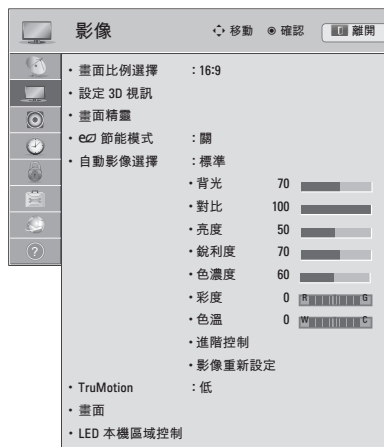 影像 移動 確認 離開
・畫面比例選擇 : 16:9
・設定 3D 視訊
・畫面精靈
・eco 節能模式 : 關
・自動影像選擇 : 標準
・背光 70
・對比 100
・亮度 50
・銳利度 70
・色濃度 60
・彩度 0 R G
・色溫 0 W C
・進階控制
・影像重新設定
・TruMotion : 低
・畫面
・LED 本機區域控制
?